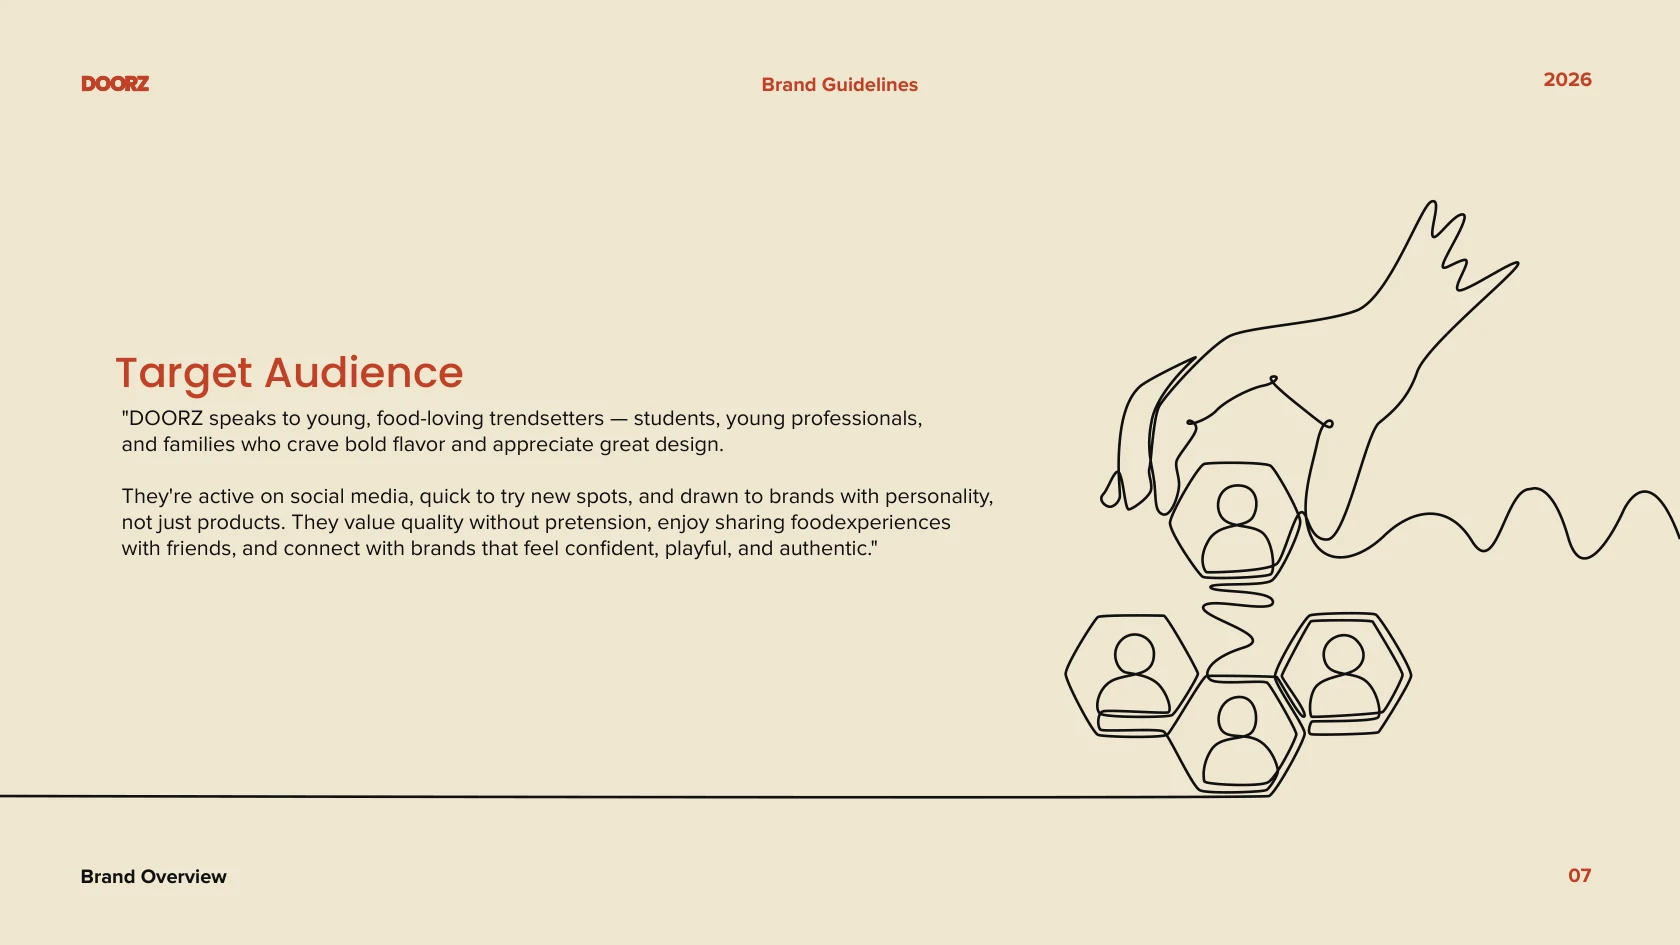 DOORZ
Brand Guidelines
2026
Target Audience
"DOORZ speaks to young, food-loving trendsetters — students, young professionals,
and families who crave bold flavor and appreciate great design.
They're active on social media, quick to try new spots, and drawn to brands with personality,
not just products. They value quality without pretension, enjoy sharing foodexperiences
with friends, and connect with brands that feel confident, playful, and authentic."
Brand Overview
07